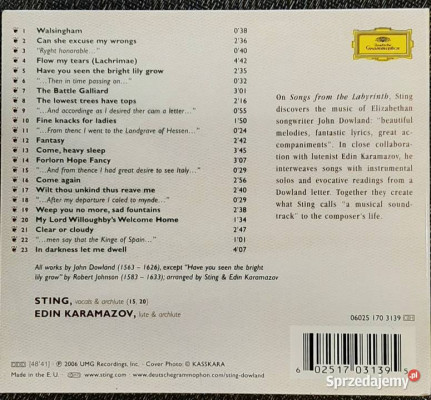 1 Walsingham 0'38
2 Can she excuse my wrongs 2'36
3 "Ryght honorable..." 0'40
4 Flow my tears (Lachrimae) 4'42
5 Have you seen the bright lily grow 2'35
6 "...Then in time passing on..." 0'32
7 The Battle Galliard 3'01
8 The lowest trees have tops 2'16
9 "...And accordinge as I desired ther cam a letter..." 0'55
10 Fine knacks for ladies 1'50
11 "...From thenc I went to the Landgrave of Hessen..." 0'24
12 Fantasy 2'42
13 Come, heavy sleep 3'45
14 Forlorn Hope Fancy 3'07
15 "...And from thence I had great desire to see Italy..." 0'29
16 Come again 2'56
17 Wilt thou unkind thus reave me 2'40
18 "...After my departure I caled to mynde..." 0'29
19 Weep you no more, sad fountains 2'38
20 My Lord Willoughby's Welcome Home 1'34
21 Clear or cloudy 2'47
22 "...men say that the Kinge of Spain..." 1'01
23 In darkness let me dwell 4'07
Deutsche
Grammophon
On Songs from the Labyrinth, Sting
discovers the music of Elizabethan
songwriter John Dowland: "beautiful
melodies, fantastic lyrics, great ac-
companiments". In close collabora-
tion with lutenist Edin Karamazov, he
interweaves songs with instrumental
solos and evocative readings from a
Dowland letter. Together they create
what Sting calls "a musical sound-
track" to the composer's life.
All works by John Dowland (1563 – 1626), except "Have you seen the bright
lily grow" by Robert Johnson (1583 – 1633); arranged by Sting & Edin Karamazov
STING, vocals & archlute (15, 20)
EDIN KARAMAZOV, lute & archlute
06025 170 3139
[48'41] | ℗ 2006 UMG Recordings, Inc. · Cover Photo: © KASSKARA
Made in the E.U. | www.sting.com · www.deutschegrammophon.com/sting-dowland
6 02517 03139 5
Sprzedajemy.pl